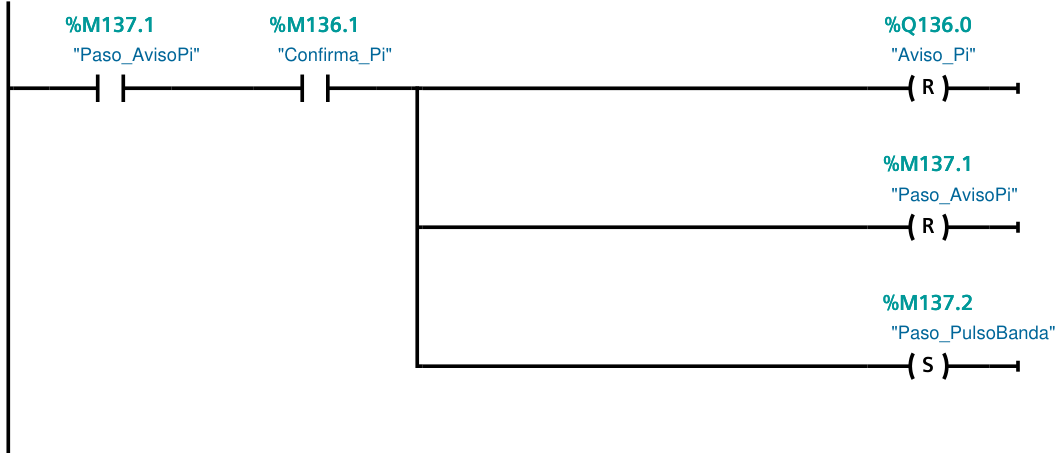 %M137.1
"Paso_AvisoPi"
%M136.1
"Confirma_Pi"
%Q136.0
"Aviso_Pi"
R
%M137.1
"Paso_AvisoPi"
R
%M137.2
"Paso_PulsoBanda"
S